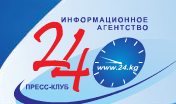 ИНФОРМАЦИОННОЕ
АГЕНТСТВО
24
www.24.kg
ПРЕСС-КЛУБ